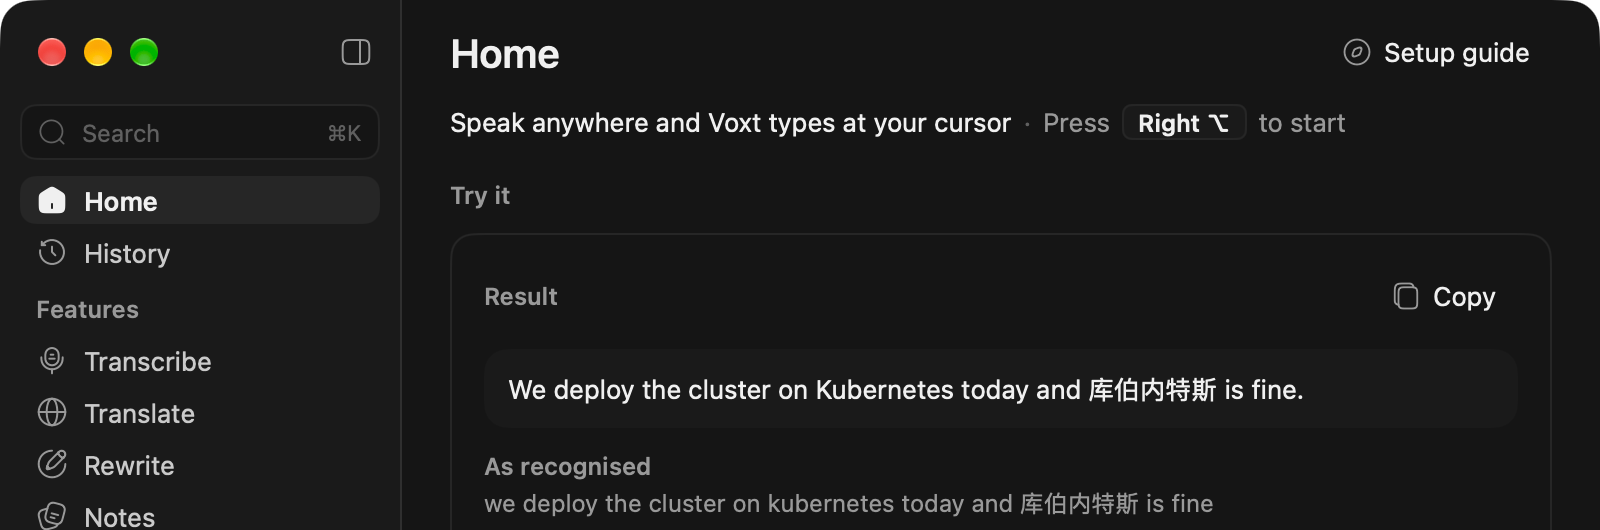 Search ⌘K
Home
History
Features
Transcribe
Translate
Rewrite
Notes
Home
Setup guide
Speak anywhere and Voxt types at your cursor · Press Right ⌥ to start
Try it
Result
Copy
We deploy the cluster on Kubernetes today and 库伯内特斯 is fine.
As recognised
we deploy the cluster on kubernetes today and 库伯内特斯 is fine